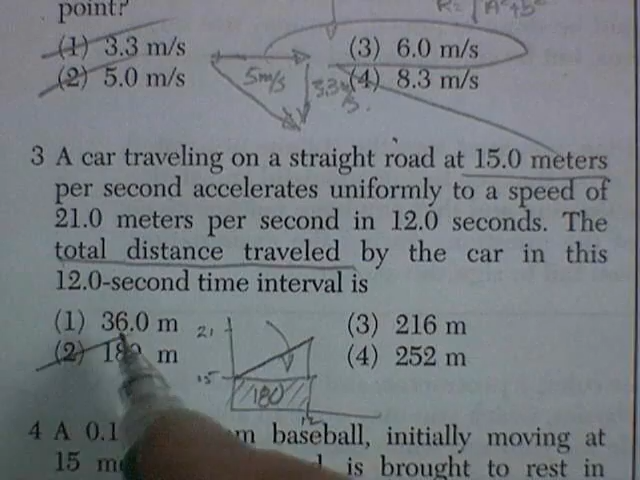 point?
(1) 3.3 m/s (3) 6.0 m/s
(2) 5.0 m/s (4) 8.3 m/s
5m/s
3 A car traveling on a straight road at 15.0 meters
per second accelerates uniformly to a speed of
21.0 meters per second in 12.0 seconds. The
total distance traveled by the car in this
12.0-second time interval is
(1) 36.0 m (3) 216 m
(2) 180 m (4) 252 m
21
15
180
12
4 A 0.1 m baseball, initially moving at
15 is brought to rest in